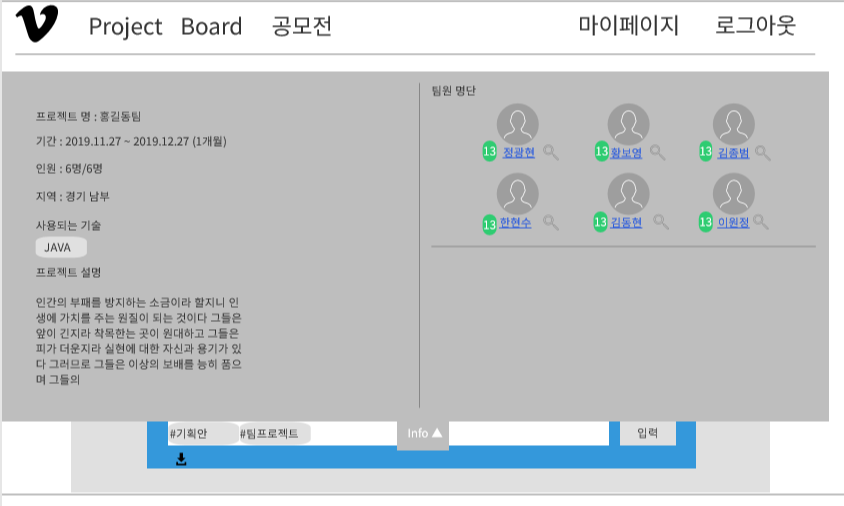 Project Board 공모전 마이페이지 로그아웃
프로젝트 명 : 홍길동팀
기간 : 2019.11.27 ~ 2019.12.27 (1개월)
인원 : 6명/6명
지역 : 경기 남부
사용되는 기술
JAVA
프로젝트 설명
인간의 부패를 방지하는 소금이라 할지니 인
생에 가치를 주는 원질이 되는 것이다 그들은
앞이 긴지라 착목한는 곳이 원대하고 그들은
피가 더운지라 실현에 대한 자신과 용기가 있
다 그러므로 그들은 이상의 보배를 능히 품으
며 그들의
팀원 명단
13 정광현 13 황보영 13 김종범
13 한현수 13 김동현 13 이원정
#기획안 #팀프로젝트 Info ▲ 입력